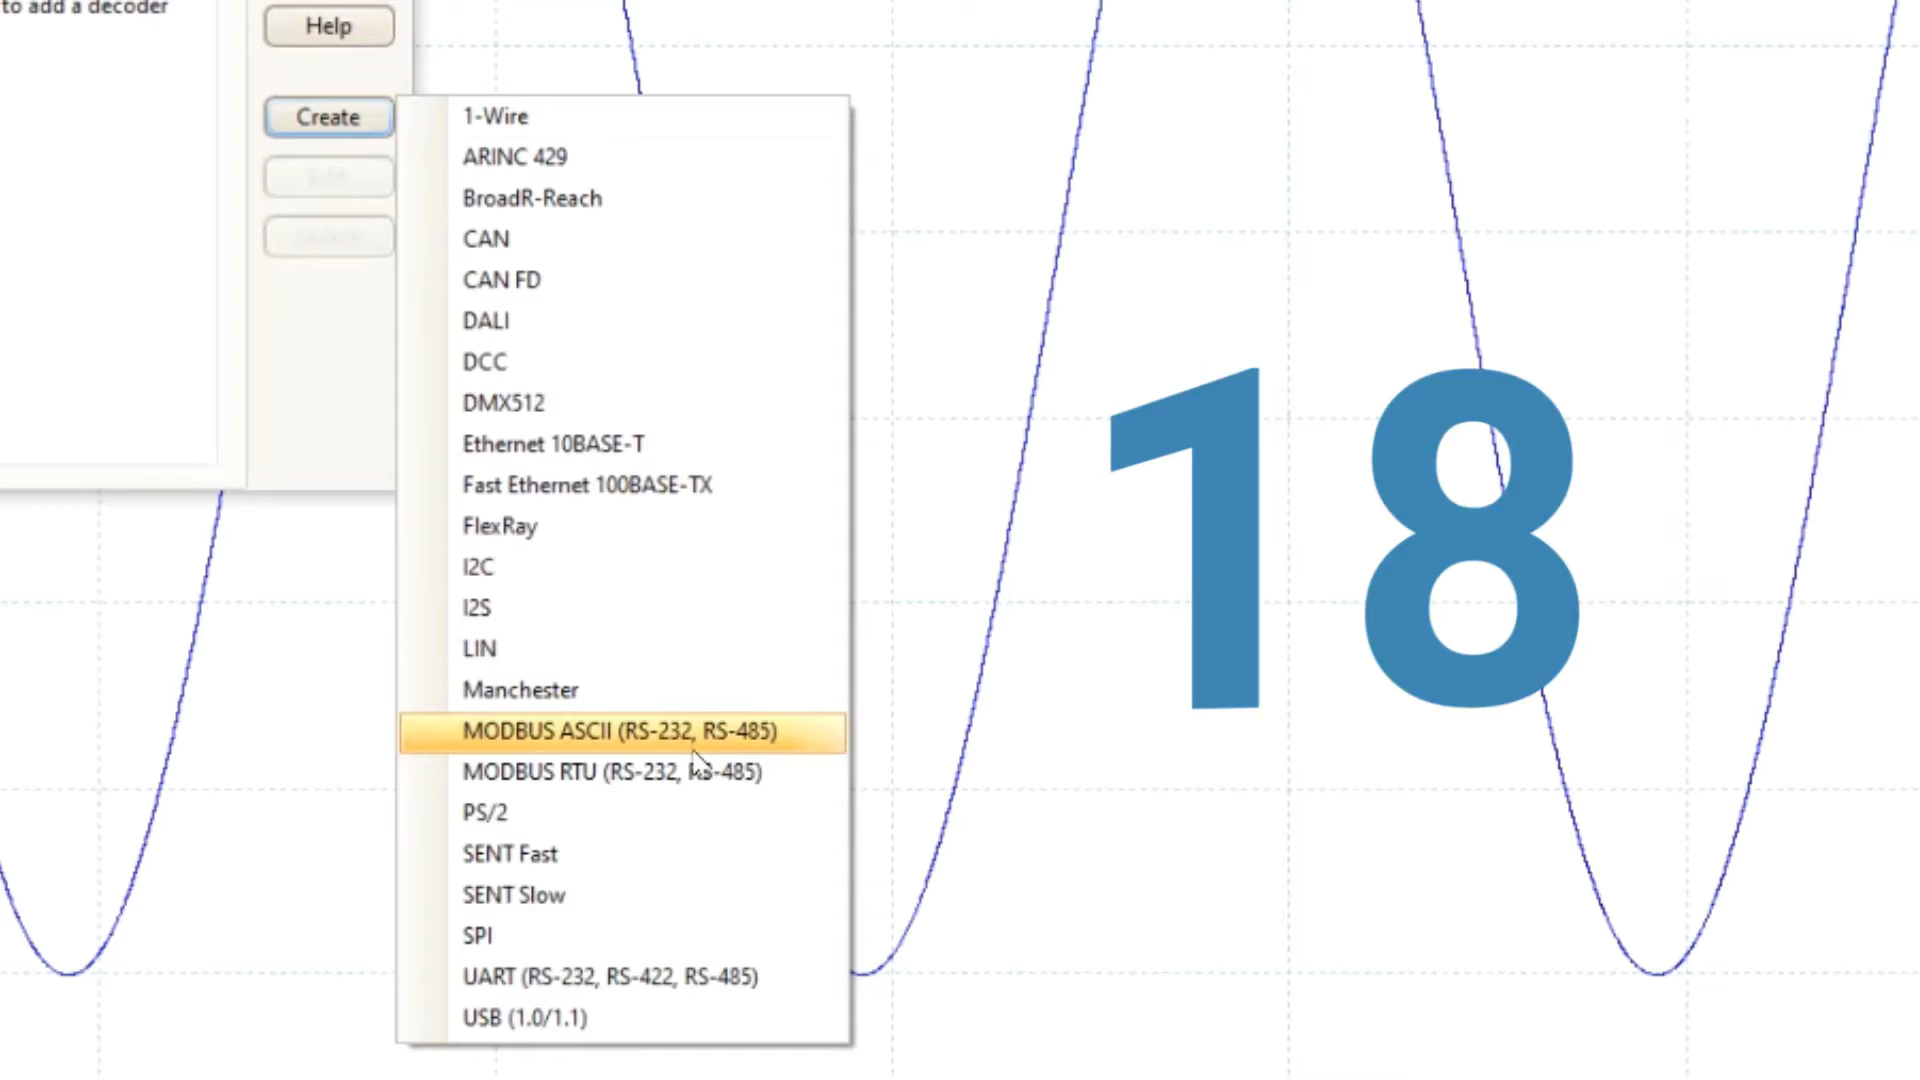 to add a decoder
Help
Create
Edit
1-Wire
ARINC 429
BroadR-Reach
CAN
CAN FD
DALI
DCC
DMX512
Ethernet 10BASE-T
Fast Ethernet 100BASE-TX
FlexRay
I2C
I2S
LIN
Manchester
MODBUS ASCII (RS-232, RS-485)
MODBUS RTU (RS-232, RS-485)
PS/2
SENT Fast
SENT Slow
SPI
UART (RS-232, RS-422, RS-485)
USB (1.0/1.1)
18